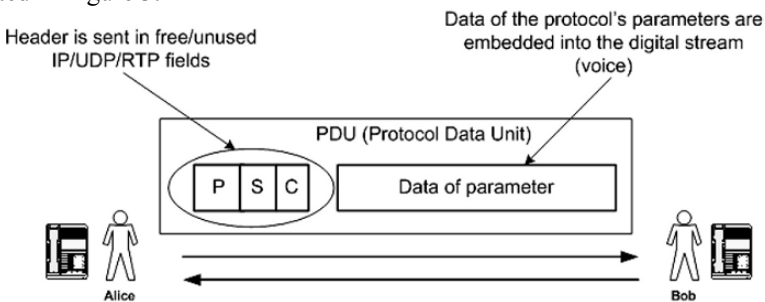 Data of the protocol's parameters are
embedded into the digital stream
(voice)
Header is sent in free/unused
IP/UDP/RTP fields
PDU (Protocol Data Unit)
P S C
Data of parameter
Alice
Bob